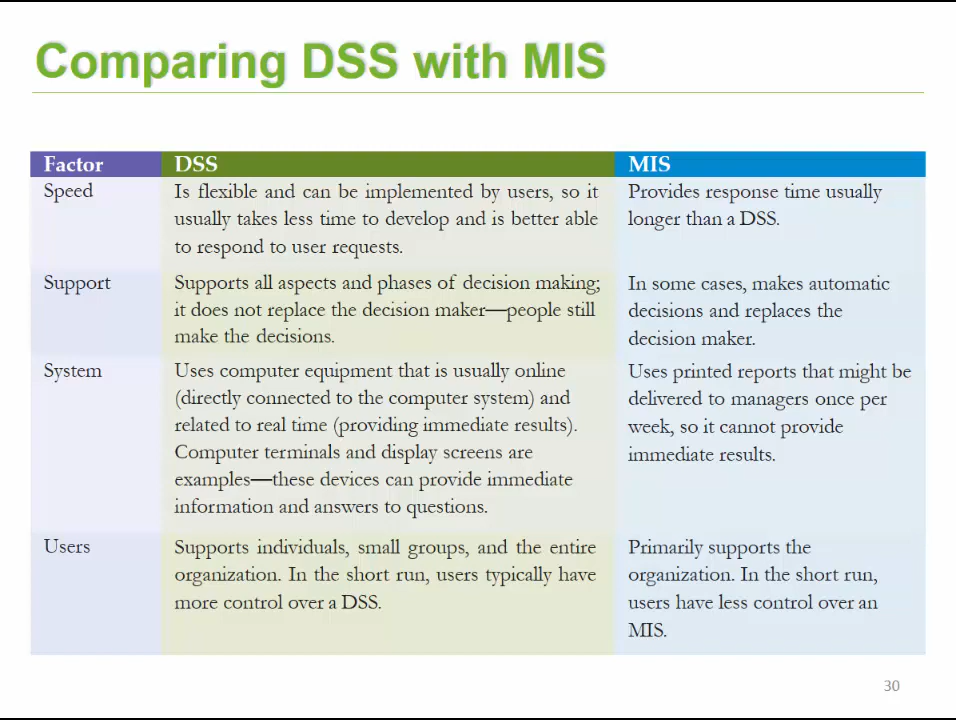 Comparing DSS with MIS
Factor DSS MIS
Speed
Is flexible and can be implemented by users, so it
usually takes less time to develop and is better able
to respond to user requests.
Provides response time usually
longer than a DSS.
Support
Supports all aspects and phases of decision making;
it does not replace the decision maker—people still
make the decisions.
In some cases, makes automatic
decisions and replaces the
decision maker.
System
Uses computer equipment that is usually online
(directly connected to the computer system) and
related to real time (providing immediate results).
Computer terminals and display screens are
examples—these devices can provide immediate
information and answers to questions.
Uses printed reports that might be
delivered to managers once per
week, so it cannot provide
immediate results.
Users
Supports individuals, small groups, and the entire
organization. In the short run, users typically have
more control over a DSS.
Primarily supports the
organization. In the short run,
users have less control over an
MIS.
30